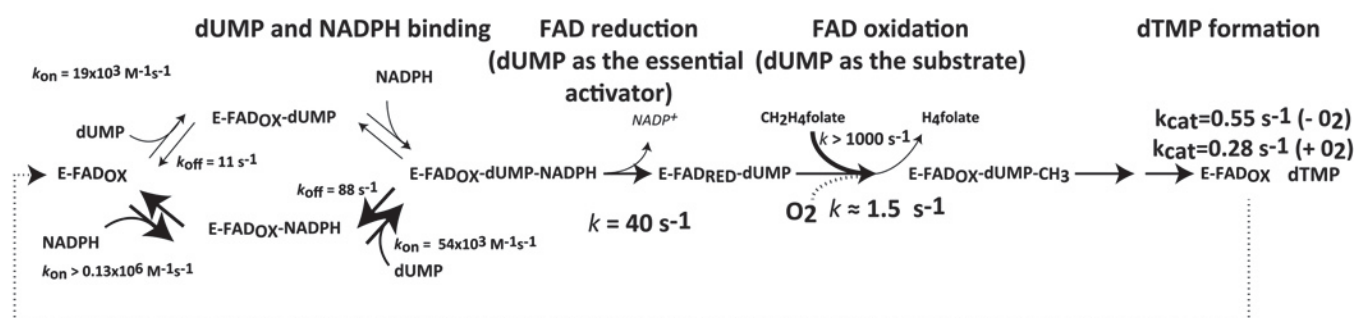 dUMP and NADPH binding
FAD reduction
(dUMP as the essential
activator)
FAD oxidation
(dUMP as the substrate)
dTMP formation
kon = 19x10³ M-1s-1
NADPH
dUMP
E-FADOX-dUMP
koff = 11 s-1
NADP+
CH2H4folate
H4folate
k > 1000 s-1
kcat=0.55 s-1 (- O2)
kcat=0.28 s-1 (+ O2)
E-FADOX
E-FADOX-dUMP-NADPH
E-FADRED-dUMP
E-FADOX-dUMP-CH3
E-FADOX dTMP
koff = 88 s-1
O2
k ≈ 1.5 s-1
k = 40 s-1
E-FADOX-NADPH
NADPH
kon > 0.13x10⁶ M-1s-1
kon = 54x10³ M-1s-1
dUMP